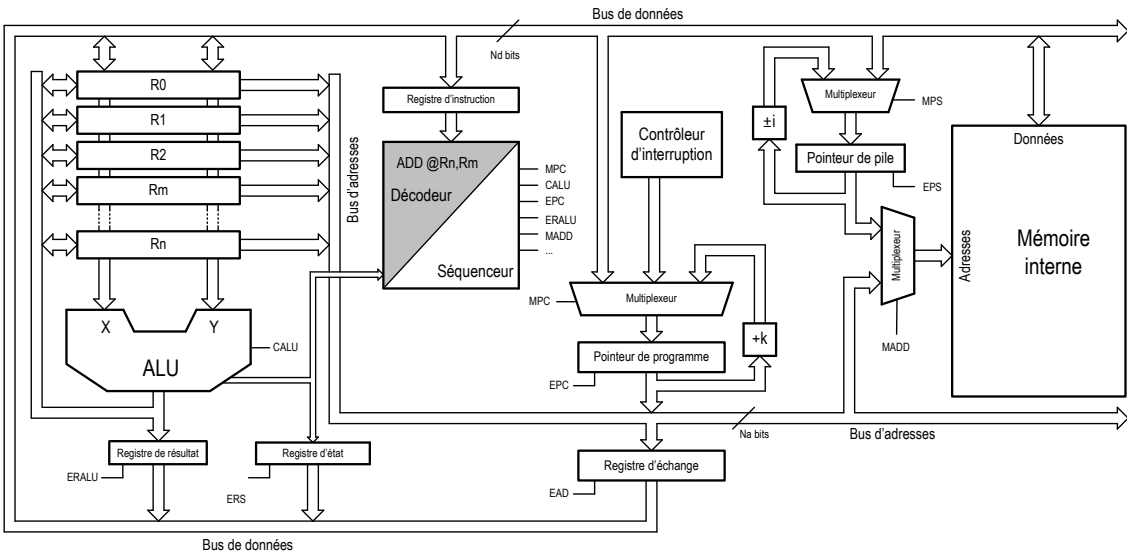 Bus de données
Nd bits
R0
R1
R2
Rm
Rn
Bus d'adresses
Registre d'instruction
ADD @Rn,Rm
Décodeur
Séquenceur
MPC
CALU
EPC
ERALU
MADD
...
Contrôleur
d'interruption
±i
Multiplexeur
MPS
Pointeur de pile
EPS
Multiplexeur
MADD
Données
Adresses
Mémoire
interne
X
Y
ALU
CALU
MPC
Multiplexeur
+k
Pointeur de programme
EPC
Na bits
Bus d'adresses
Registre de résultat
ERALU
Registre d'état
ERS
Registre d'échange
EAD
Bus de données